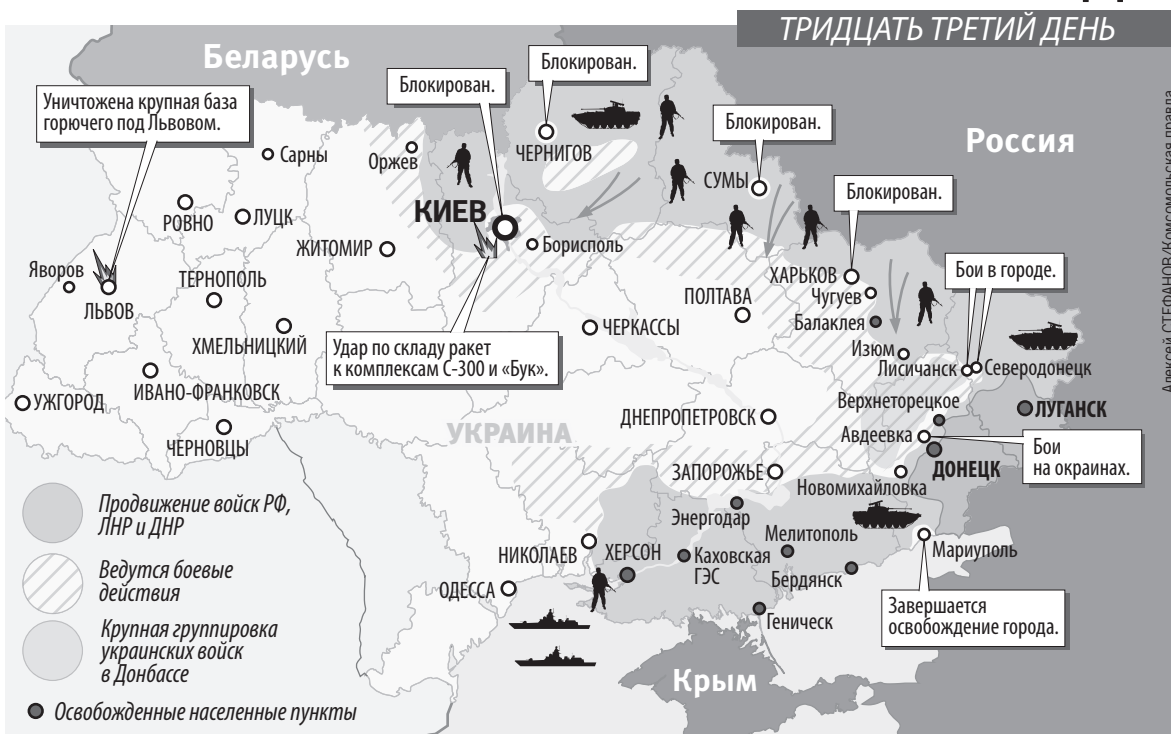 ТРИДЦАТЬ ТРЕТИЙ ДЕНЬ
Беларусь
Россия
Блокирован.
Блокирован.
Блокирован.
Блокирован.
Уничтожена крупная база
горючего под Львовом.
Сарны
Оржев
ЧЕРНИГОВ
СУМЫ
РОВНО
ЛУЦК
КИЕВ
ЖИТОМИР
Борисполь
Яворов
ЛЬВОВ
ТЕРНОПОЛЬ
ХАРЬКОВ
Чугуев
Бои в городе.
ПОЛТАВА
Балаклея
ХМЕЛЬНИЦКИЙ
ЧЕРКАССЫ
Удар по складу ракет
к комплексам С-300 и «Бук».
Изюм
Лисичанск
Северодонецк
УЖГОРОД
ИВАНО-ФРАНКОВСК
ЧЕРНОВЦЫ
УКРАИНА
ДНЕПРОПЕТРОВСК
Верхнеторецкое
ЛУГАНСК
Авдеевка
Бои
на окраинах.
ДОНЕЦК
ЗАПОРОЖЬЕ
Новомихайловка
Энергодар
Мелитополь
Мариуполь
НИКОЛАЕВ
ХЕРСОН
Каховская
ГЭС
Бердянск
ОДЕССА
Геническ
Завершается
освобождение города.
Крым
Продвижение войск РФ,
ЛНР и ДНР
Ведутся боевые
действия
Крупная группировка
украинских войск
в Донбассе
Освобожденные населенные пункты
Алексей СТЕФАНОВ/Комсомольская правда